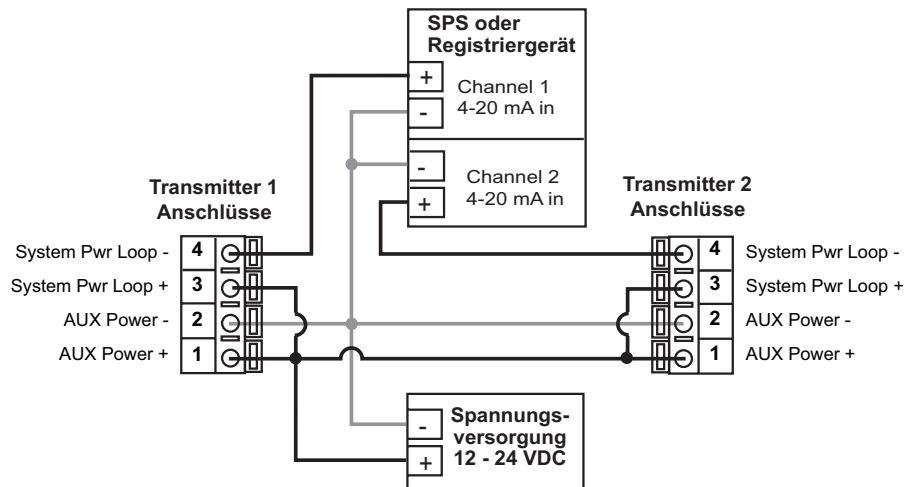 SPS oder
Registriergerät
+
Channel 1
4-20 mA in
-
-
Channel 2
4-20 mA in
+
Transmitter 1
Anschlüsse
System Pwr Loop - 4
System Pwr Loop + 3
AUX Power - 2
AUX Power + 1
Transmitter 2
Anschlüsse
4 System Pwr Loop -
3 System Pwr Loop +
2 AUX Power -
1 AUX Power +
-
+
Spannungs-
versorgung
12 - 24 VDC